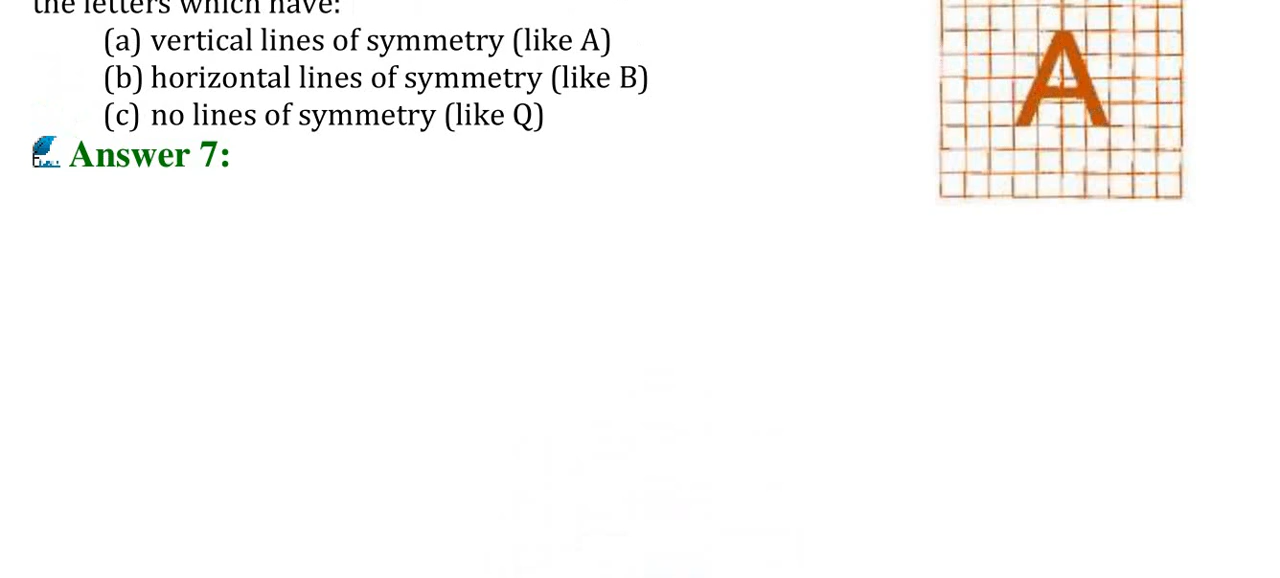 the letters which have:
(a) vertical lines of symmetry (like A)
(b) horizontal lines of symmetry (like B)
(c) no lines of symmetry (like Q)
Answer 7:
A